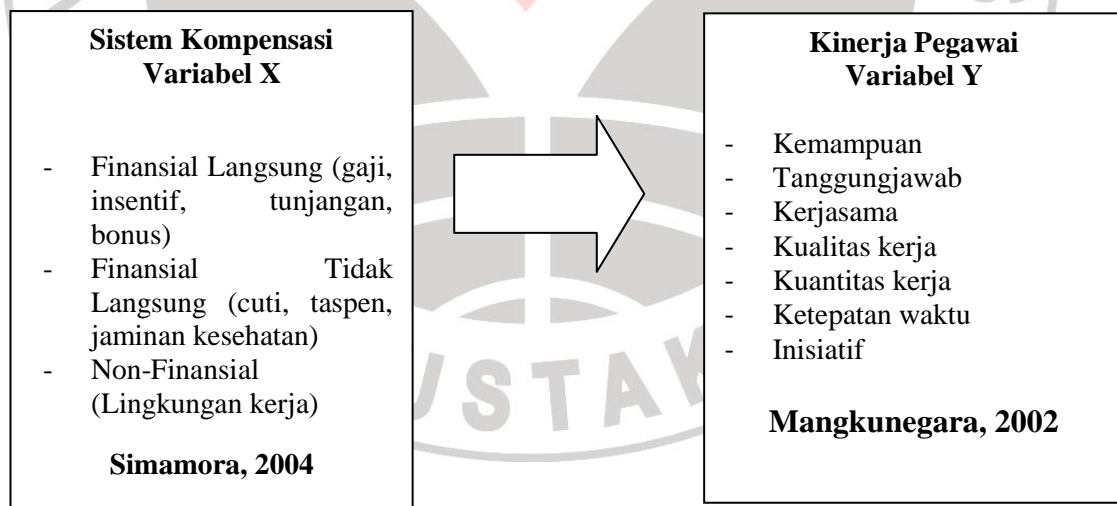 Sistem Kompensasi
Variabel X
- Finansial Langsung (gaji,
insentif, tunjangan,
bonus)
- Finansial Tidak
Langsung (cuti, taspen,
jaminan kesehatan)
- Non-Finansial
(Lingkungan kerja)
Simamora, 2004
Kinerja Pegawai
Variabel Y
- Kemampuan
- Tanggungjawab
- Kerjasama
- Kualitas kerja
- Kuantitas kerja
- Ketepatan waktu
- Inisiatif
Mangkunegara, 2002